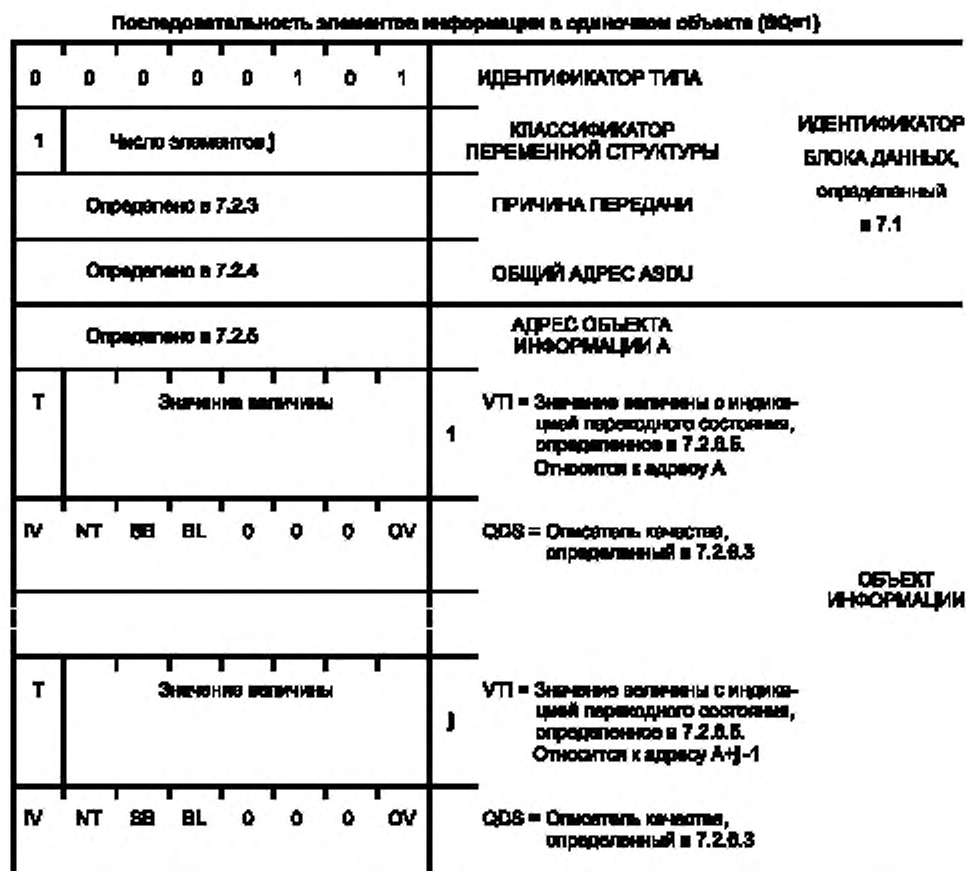 Последовательность элементов информации в одиночном объекте (SQ=1)
0 0 0 0 0 1 0 1
ИДЕНТИФИКАТОР ТИПА
1 Число элементов j
КЛАССИФИКАТОР
ПЕРЕМЕННОЙ СТРУКТУРЫ
ИДЕНТИФИКАТОР
БЛОКА ДАННЫХ,
определенный
в 7.1
Определено в 7.2.3
ПРИЧИНА ПЕРЕДАЧИ
Определено в 7.2.4
ОБЩИЙ АДРЕС ASDU
Определено в 7.2.5
АДРЕС ОБЪЕКТА
ИНФОРМАЦИИ А
T Значение величины
1
VTI = Значение величины с индика-
цией переходного состояния,
определенное в 7.2.6.5.
Относится к адресу А
IV NT SB BL 0 0 0 OV
QDS = Описатель качества,
определенный в 7.2.6.3
ОБЪЕКТ
ИНФОРМАЦИИ
T Значение величины
j
VTI = Значение величины с индика-
цией переходного состояния,
определенное в 7.2.6.5.
Относится к адресу А+j-1
IV NT SB BL 0 0 0 OV
QDS = Описатель качества,
определенный в 7.2.6.3